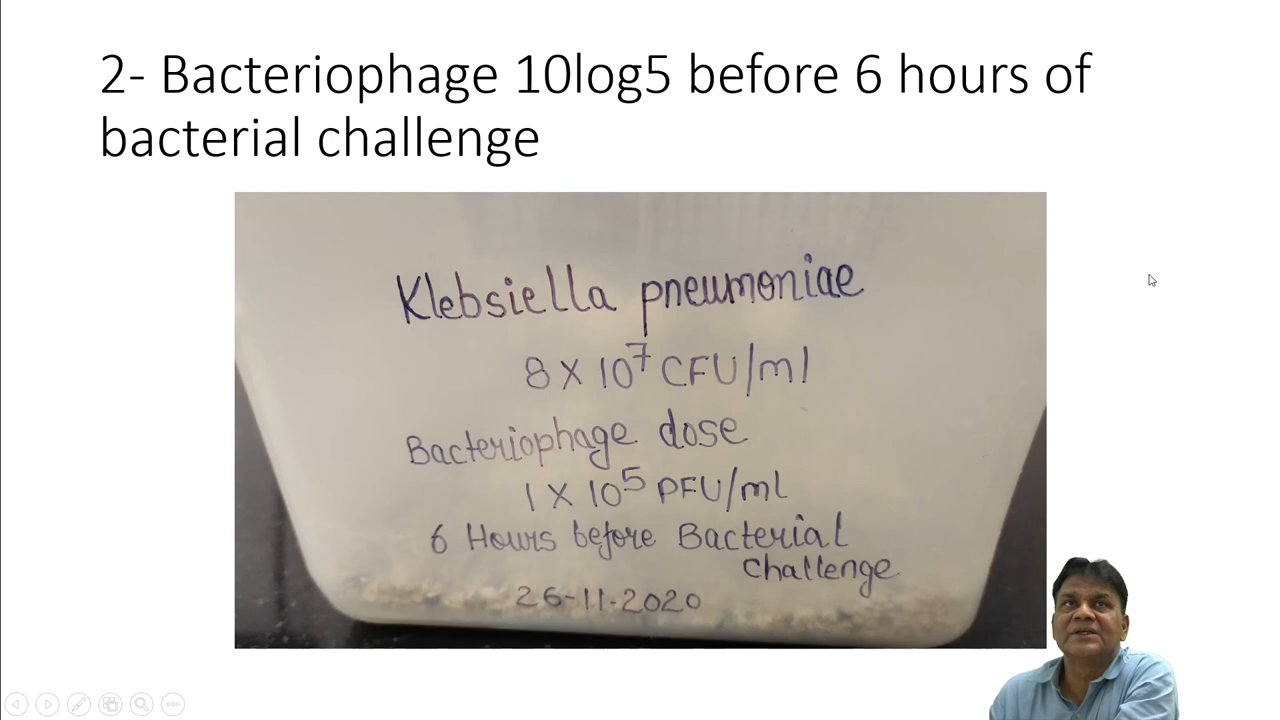 2- Bacteriophage 10log5 before 6 hours of
bacterial challenge
Klebsiella pneumoniae
8 X 10⁷ CFU/ml
Bacteriophage dose
1 X 10⁵ PFU/ml
6 Hours before Bacterial
challenge
26-11-2020